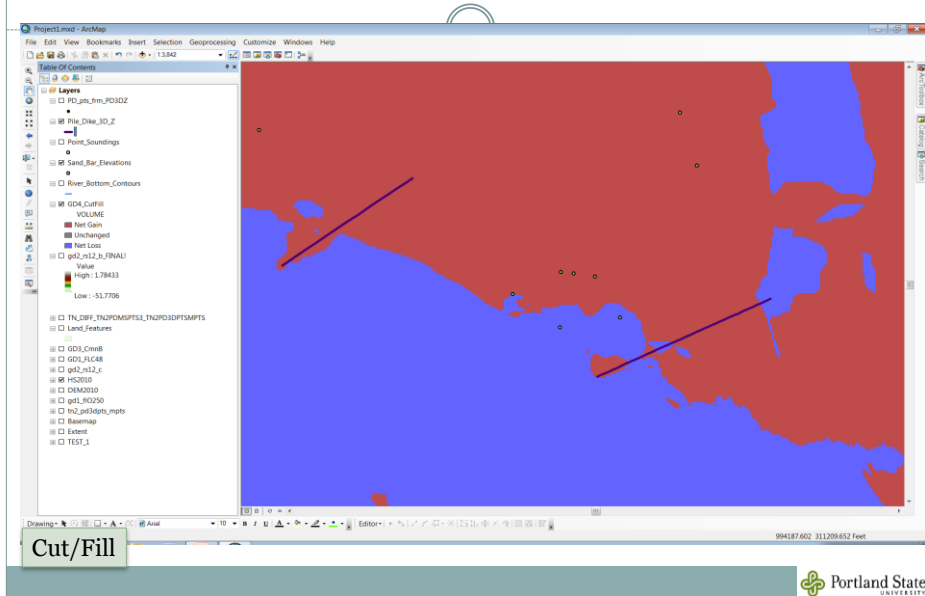 Project1.mxd - ArcMap
File Edit View Bookmarks Insert Selection Geoprocessing Customize Windows Help
1:3,842
Table Of Contents
Layers
PD_pts_frm_PD3DZ
Pile_Dike_3D_Z
Point_Soundings
Sand_Bar_Elevations
River_Bottom_Contours
GD4_CutFill
VOLUME
Net Gain
Unchanged
Net Loss
gd2_rs12_b_FINAL!
Value
High : 1.78433
Low : -51.7706
TN_DIFF_TN2PDMSPTS3_TN2PD3DPTSMPTS
Land_Features
GD3_CmnB
GD1_FLC48
gd2_rs12_c
HS2010
DEM2010
gd1_flO250
tn2_pd3dpts_mpts
Basemap
Extent
TEST_1
ArcToolbox
Catalog
Search
Drawing
Arial
10
B I U A
Editor
994187.602 311209.652 Feet
Cut/Fill
Portland State
UNIVERSITY